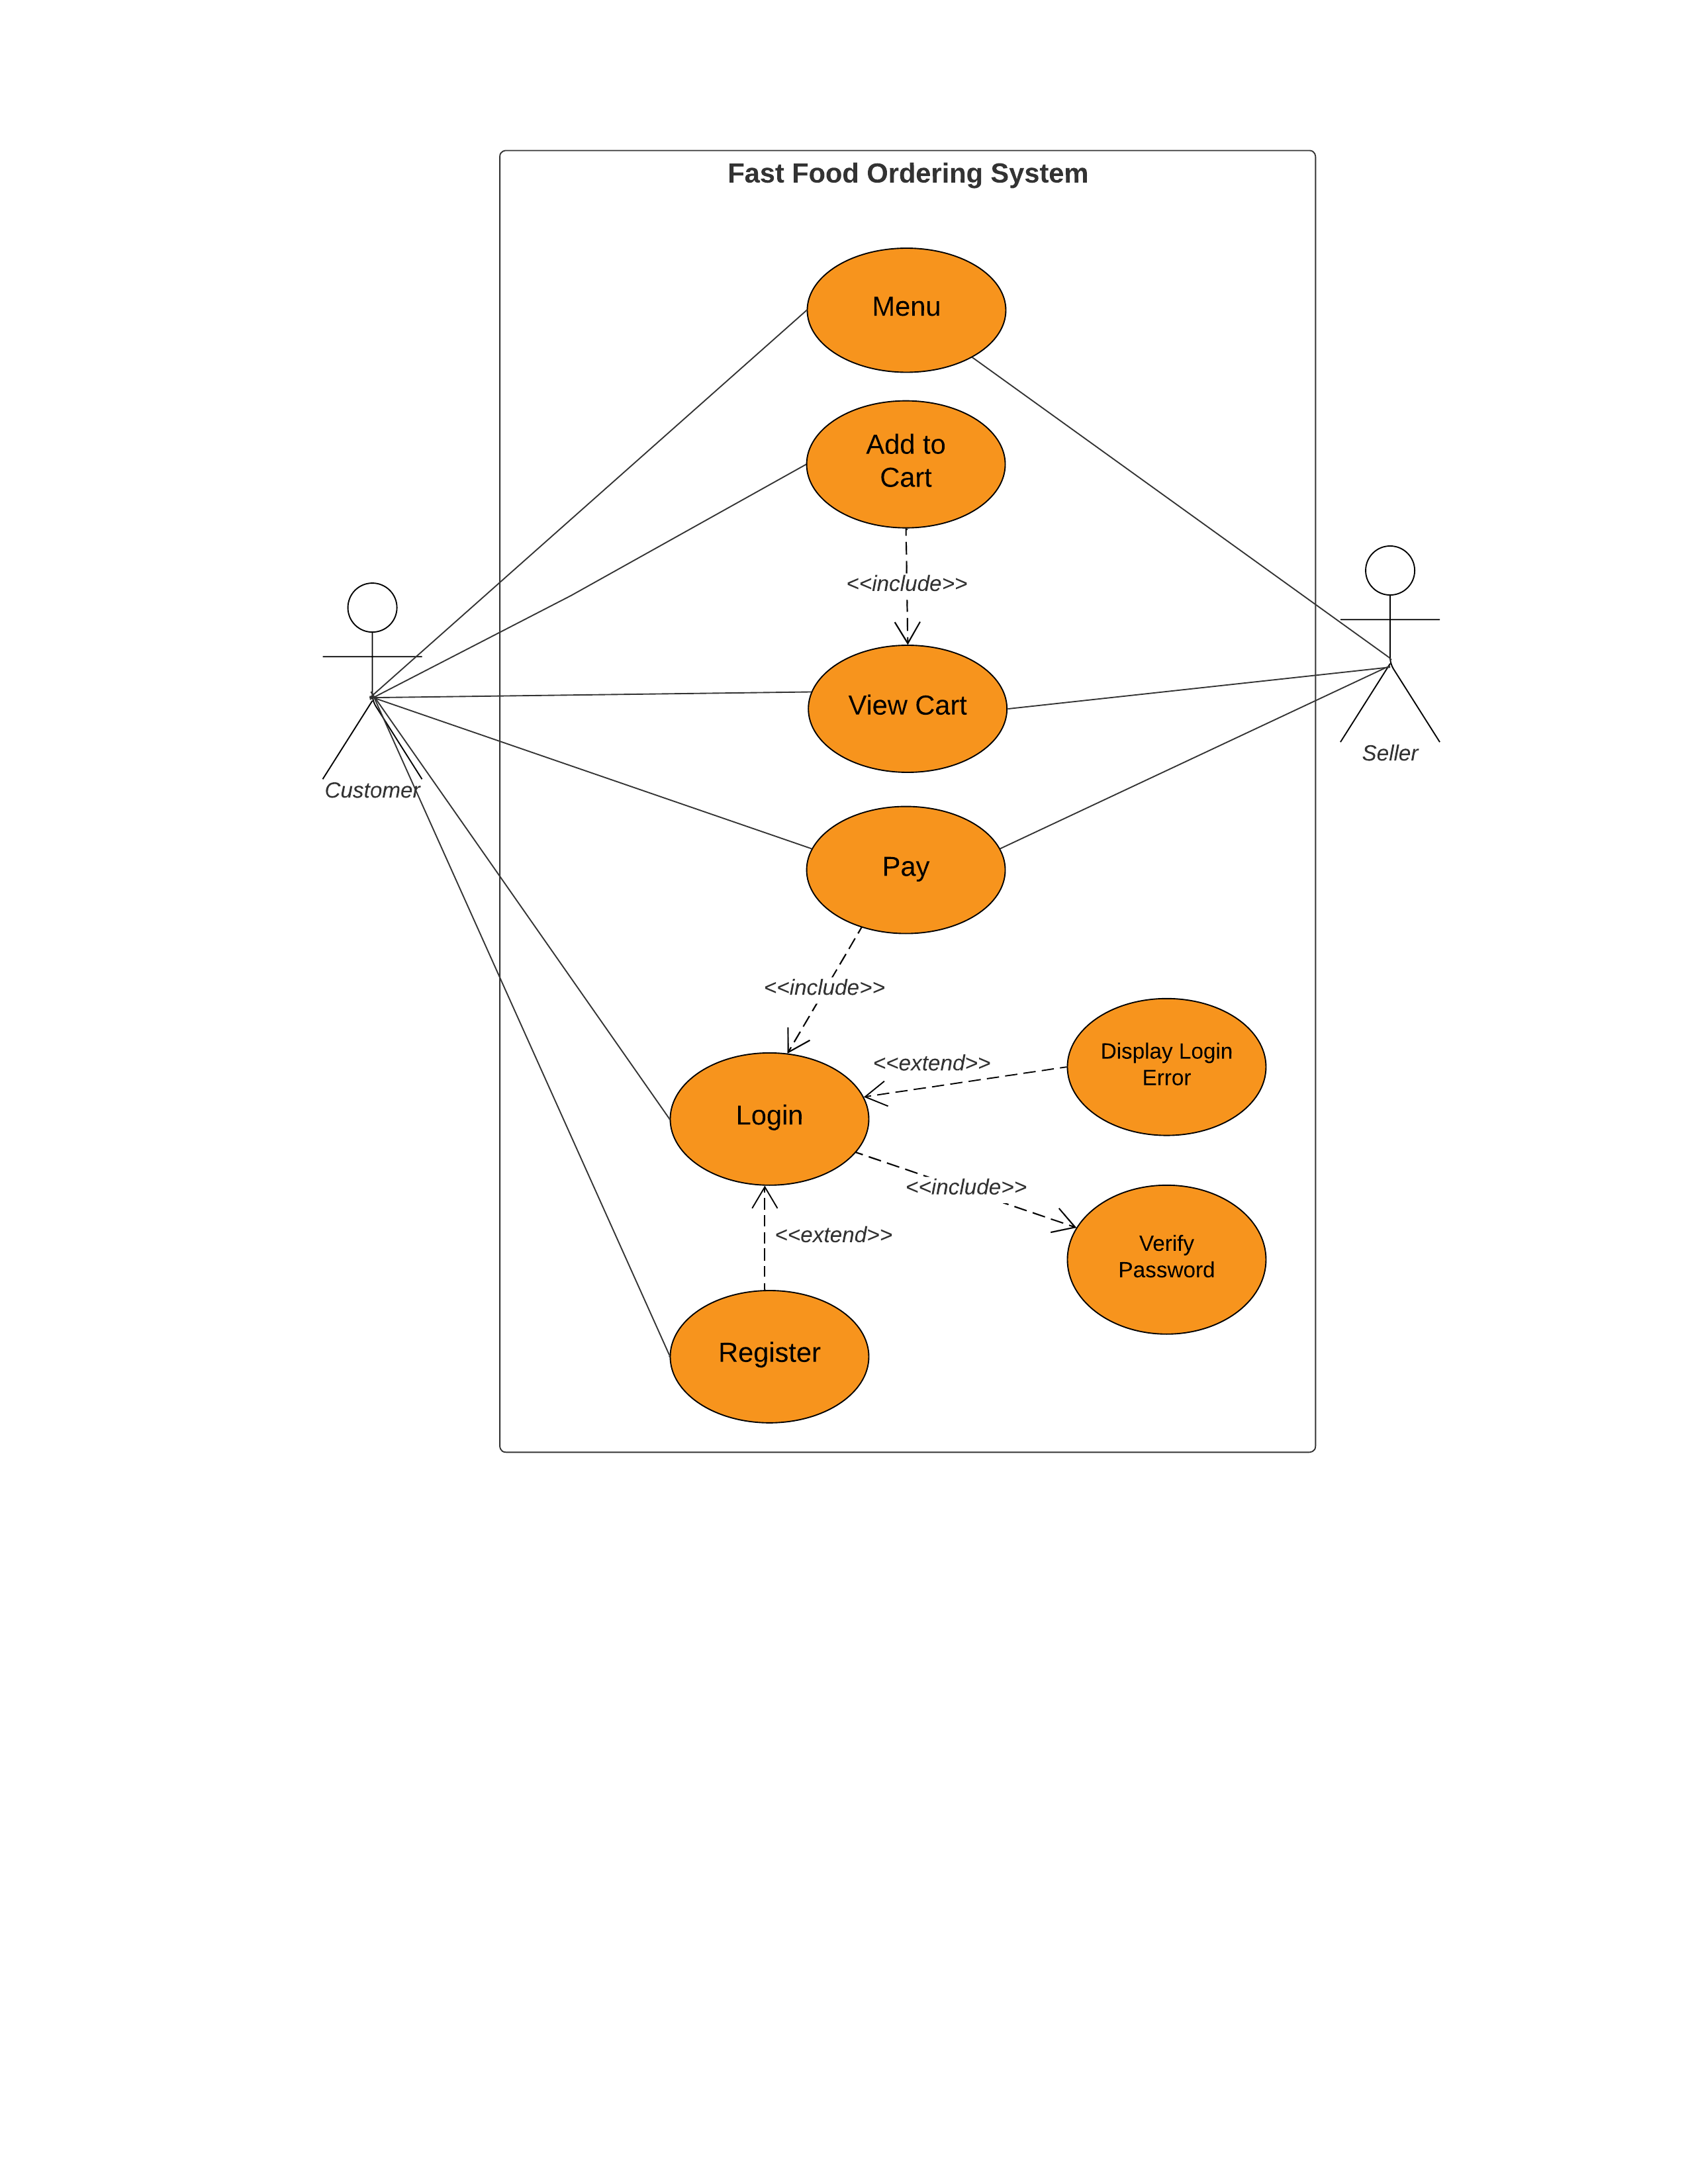 Fast Food Ordering System
Menu
Add to
Cart
<<include>>
View Cart
Customer
Seller
Pay
<<include>>
Display Login
Error
<<extend>>
Login
<<include>>
<<extend>>
Verify
Password
Register